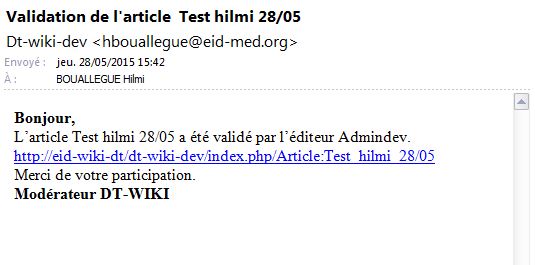 Validation de l'article Test hilmi 28/05
Dt-wiki-dev <hbouallegue@eid-med.org>
Envoyé : jeu. 28/05/2015 15:42
À : BOUALLEGUE Hilmi
Bonjour,
L’article Test hilmi 28/05 a été validé par l’éditeur Admindev.
http://eid-wiki-dt/dt-wiki-dev/index.php/Article:Test_hilmi_28/05
Merci de votre participation.
Modérateur DT-WIKI